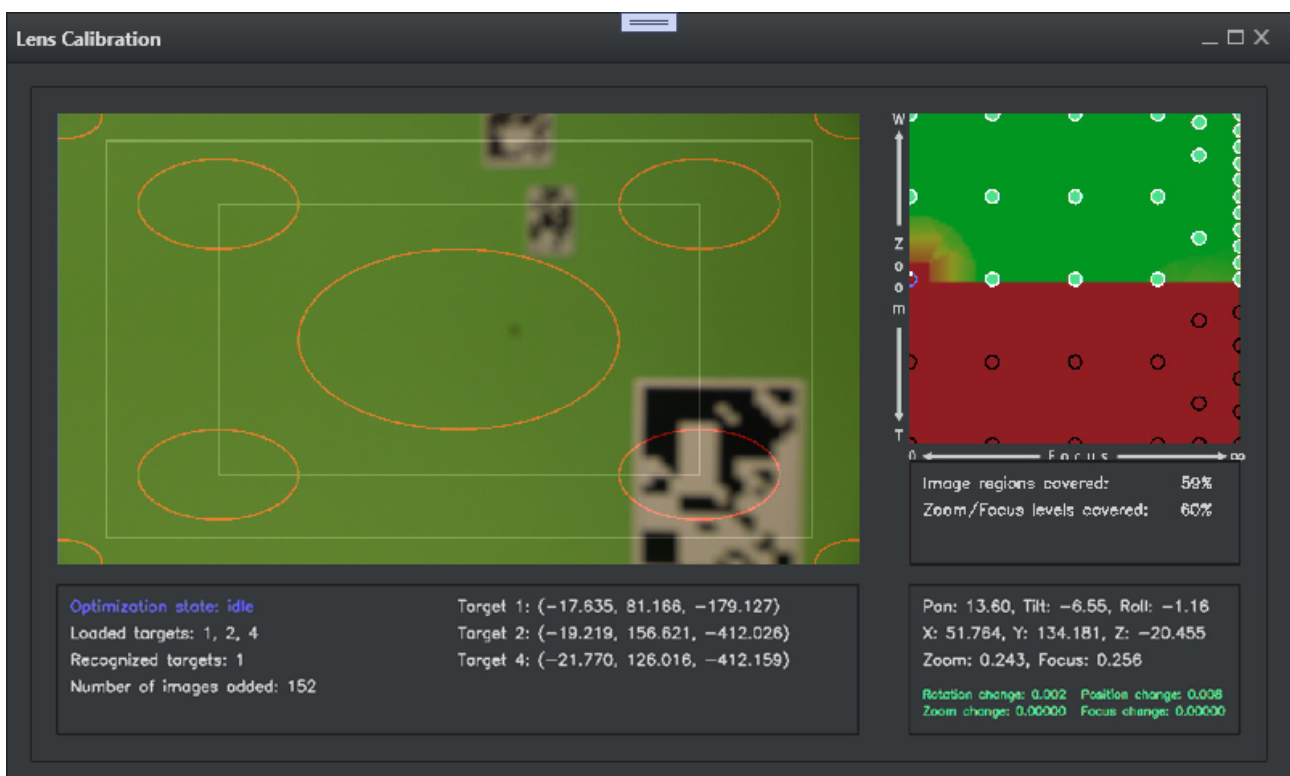 Lens Calibration
W
Zoom
T
0 Focus ∞
Image regions covered: 59%
Zoom/Focus levels covered: 60%
Optimization state: idle
Loaded targets: 1, 2, 4
Recognized targets: 1
Number of images added: 152
Target 1: (-17.635, 81.166, -179.127)
Target 2: (-19.219, 156.621, -412.026)
Target 4: (-21.770, 126.016, -412.159)
Pan: 13.60, Tilt: -6.55, Roll: -1.16
X: 51.764, Y: 134.181, Z: -20.455
Zoom: 0.243, Focus: 0.256
Rotation change: 0.002 Position change: 0.008
Zoom change: 0.00000 Focus change: 0.00000